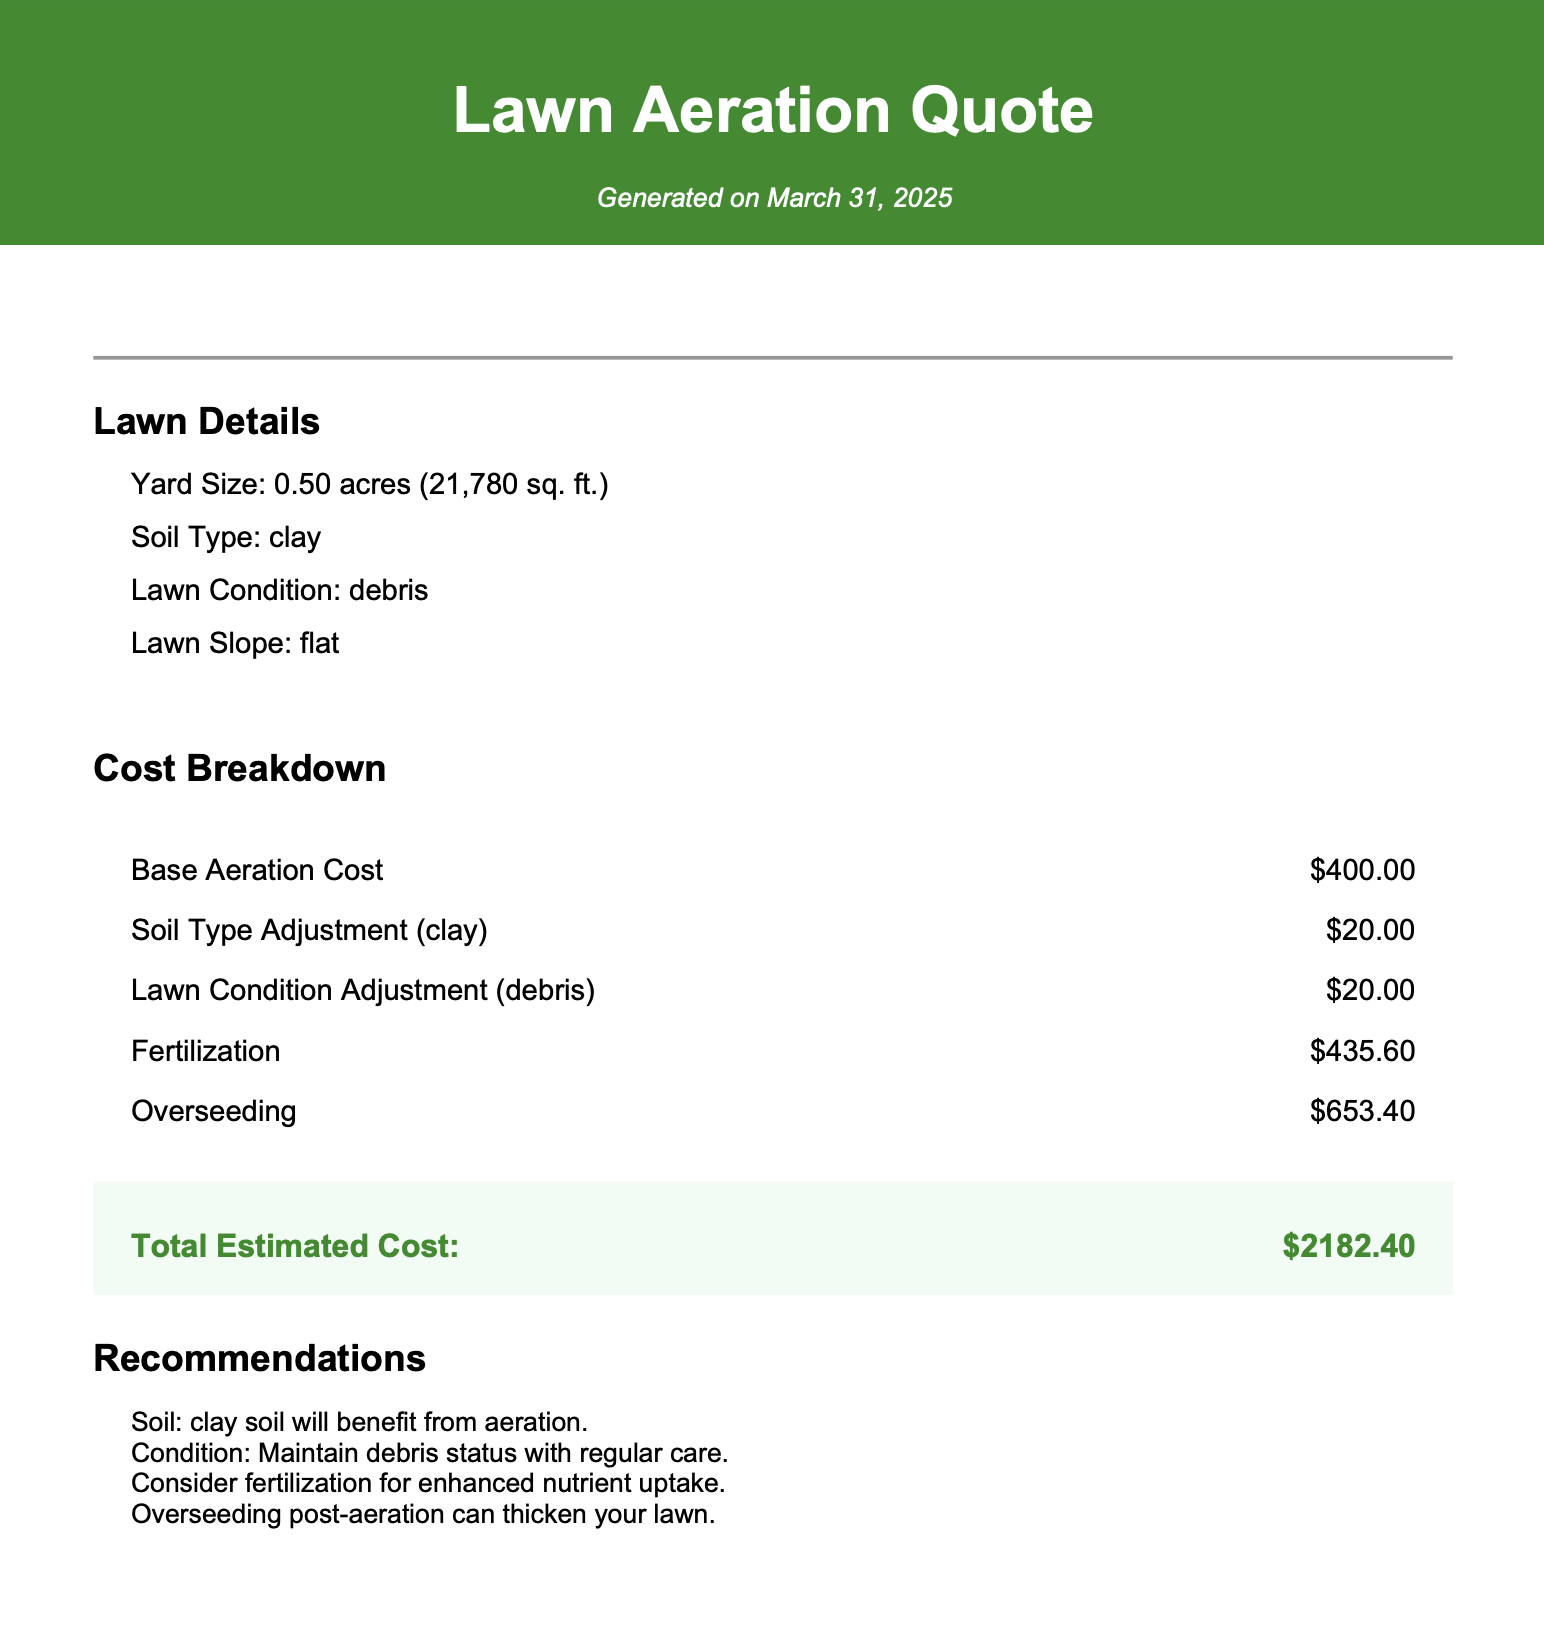 Lawn Aeration Quote
Generated on March 31, 2025
Lawn Details
Yard Size: 0.50 acres (21,780 sq. ft.)
Soil Type: clay
Lawn Condition: debris
Lawn Slope: flat
Cost Breakdown
Base Aeration Cost $400.00
Soil Type Adjustment (clay) $20.00
Lawn Condition Adjustment (debris) $20.00
Fertilization $435.60
Overseeding $653.40
Total Estimated Cost: $2182.40
Recommendations
Soil: clay soil will benefit from aeration.
Condition: Maintain debris status with regular care.
Consider fertilization for enhanced nutrient uptake.
Overseeding post-aeration can thicken your lawn.